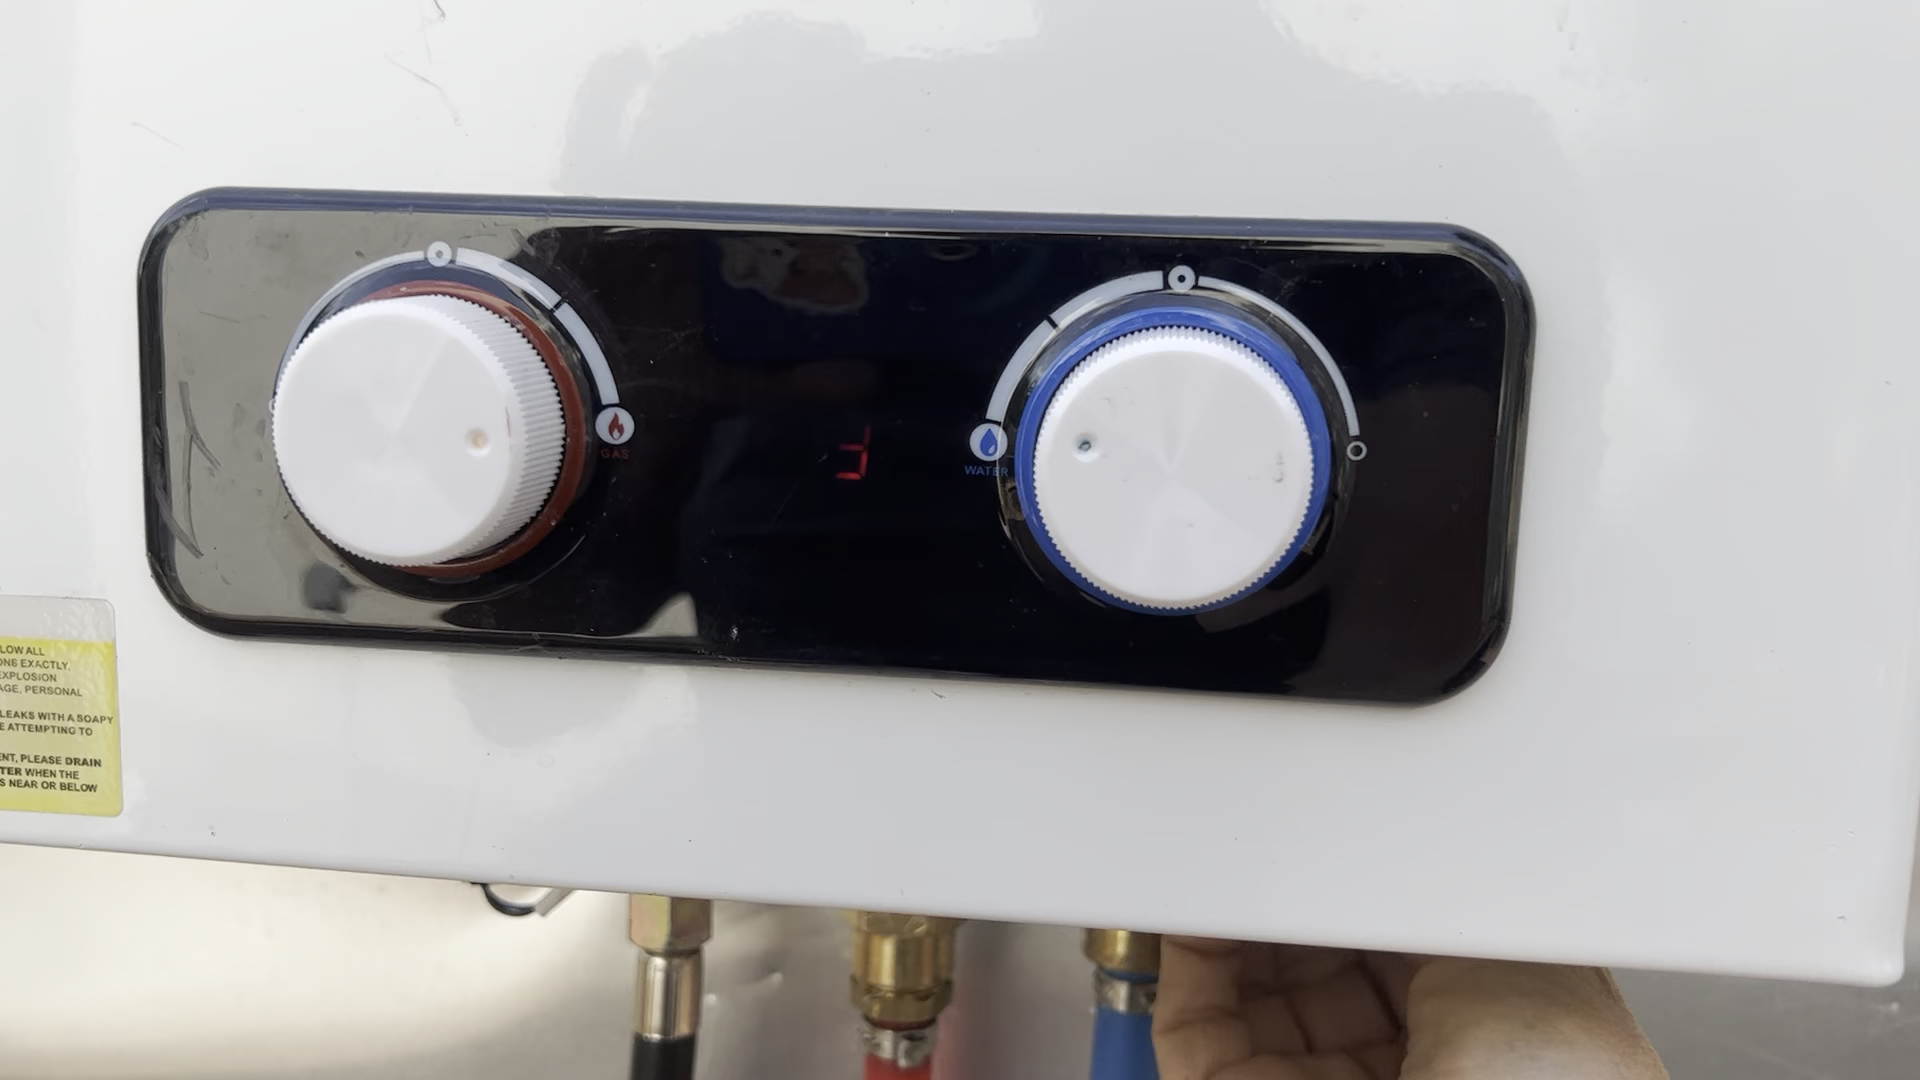 GAS
WATER
LOW ALL
ONS EXACTLY,
EXPLOSION
AGE, PERSONAL
LEAKS WITH A SOAPY
E ATTEMPTING TO
ENT, PLEASE DRAIN
TER WHEN THE
S NEAR OR BELOW